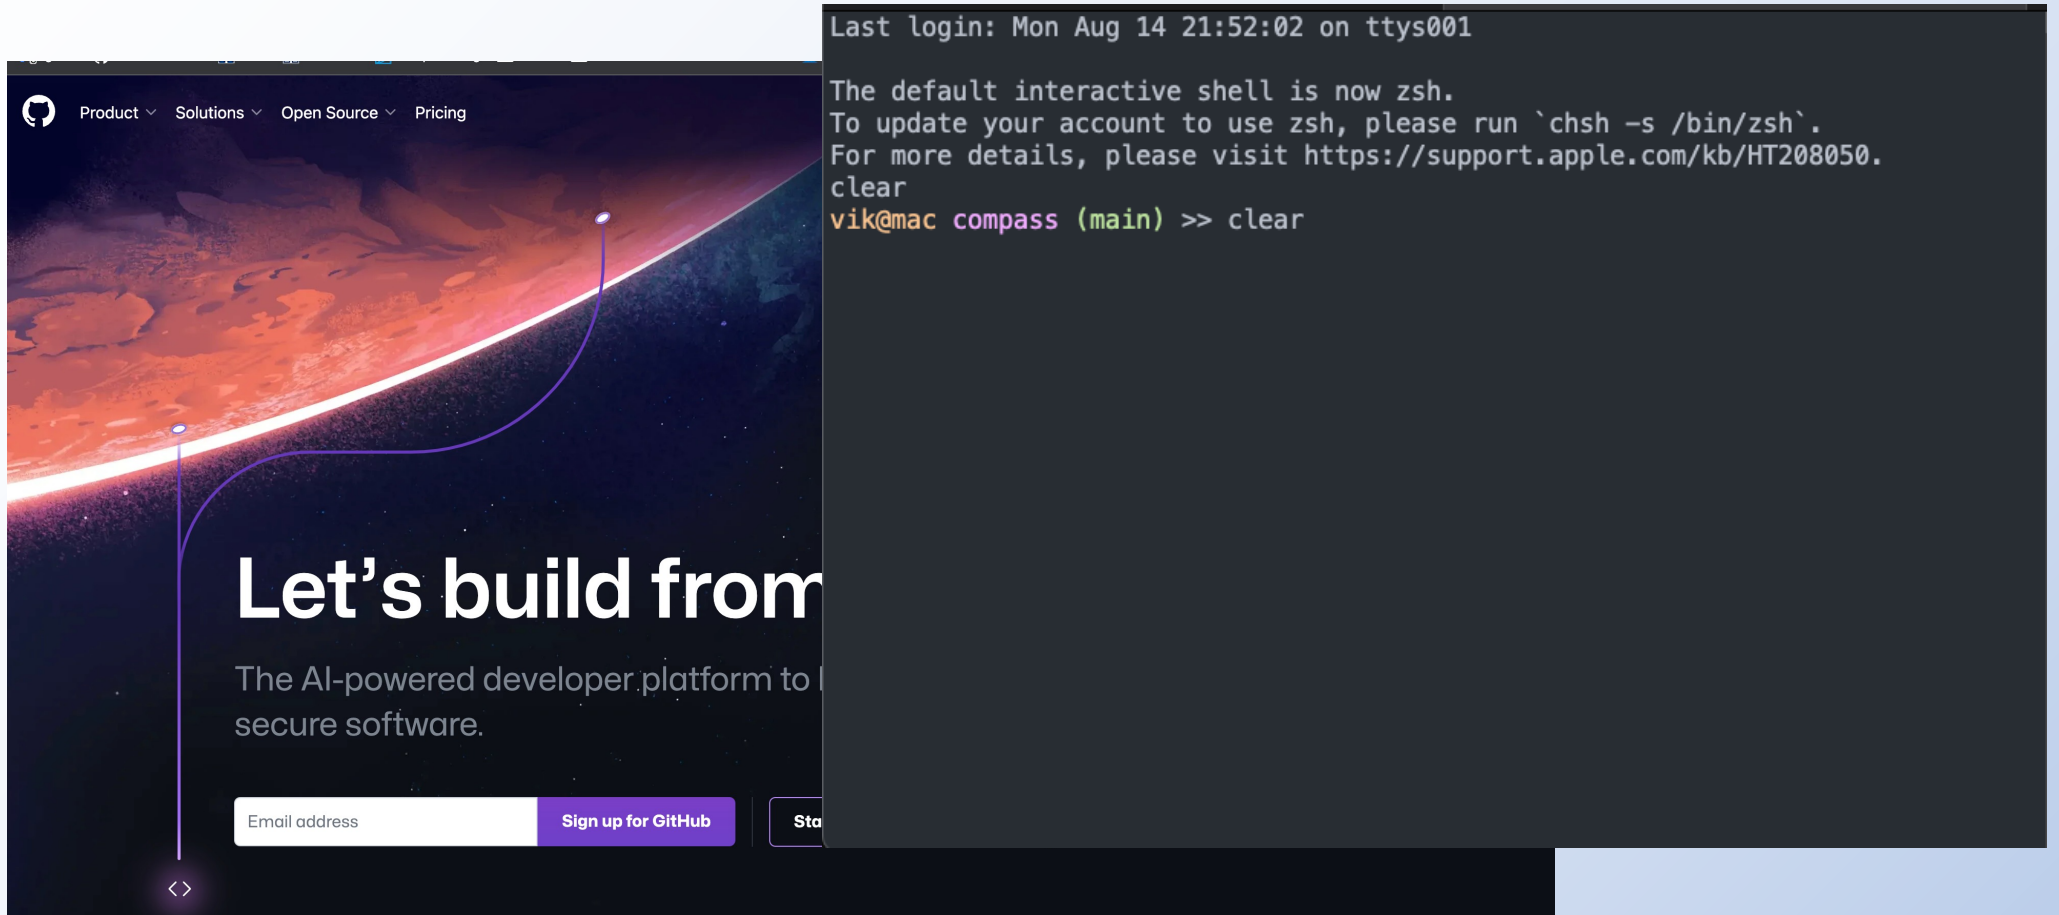 Product Solutions Open Source Pricing
Let's build from
The AI-powered developer platform to
secure software.
Email address Sign up for GitHub
Last login: Mon Aug 14 21:52:02 on ttys001
The default interactive shell is now zsh.
To update your account to use zsh, please run `chsh -s /bin/zsh`.
For more details, please visit https://support.apple.com/kb/HT208050.
clear
vik@mac compass (main) >> clear